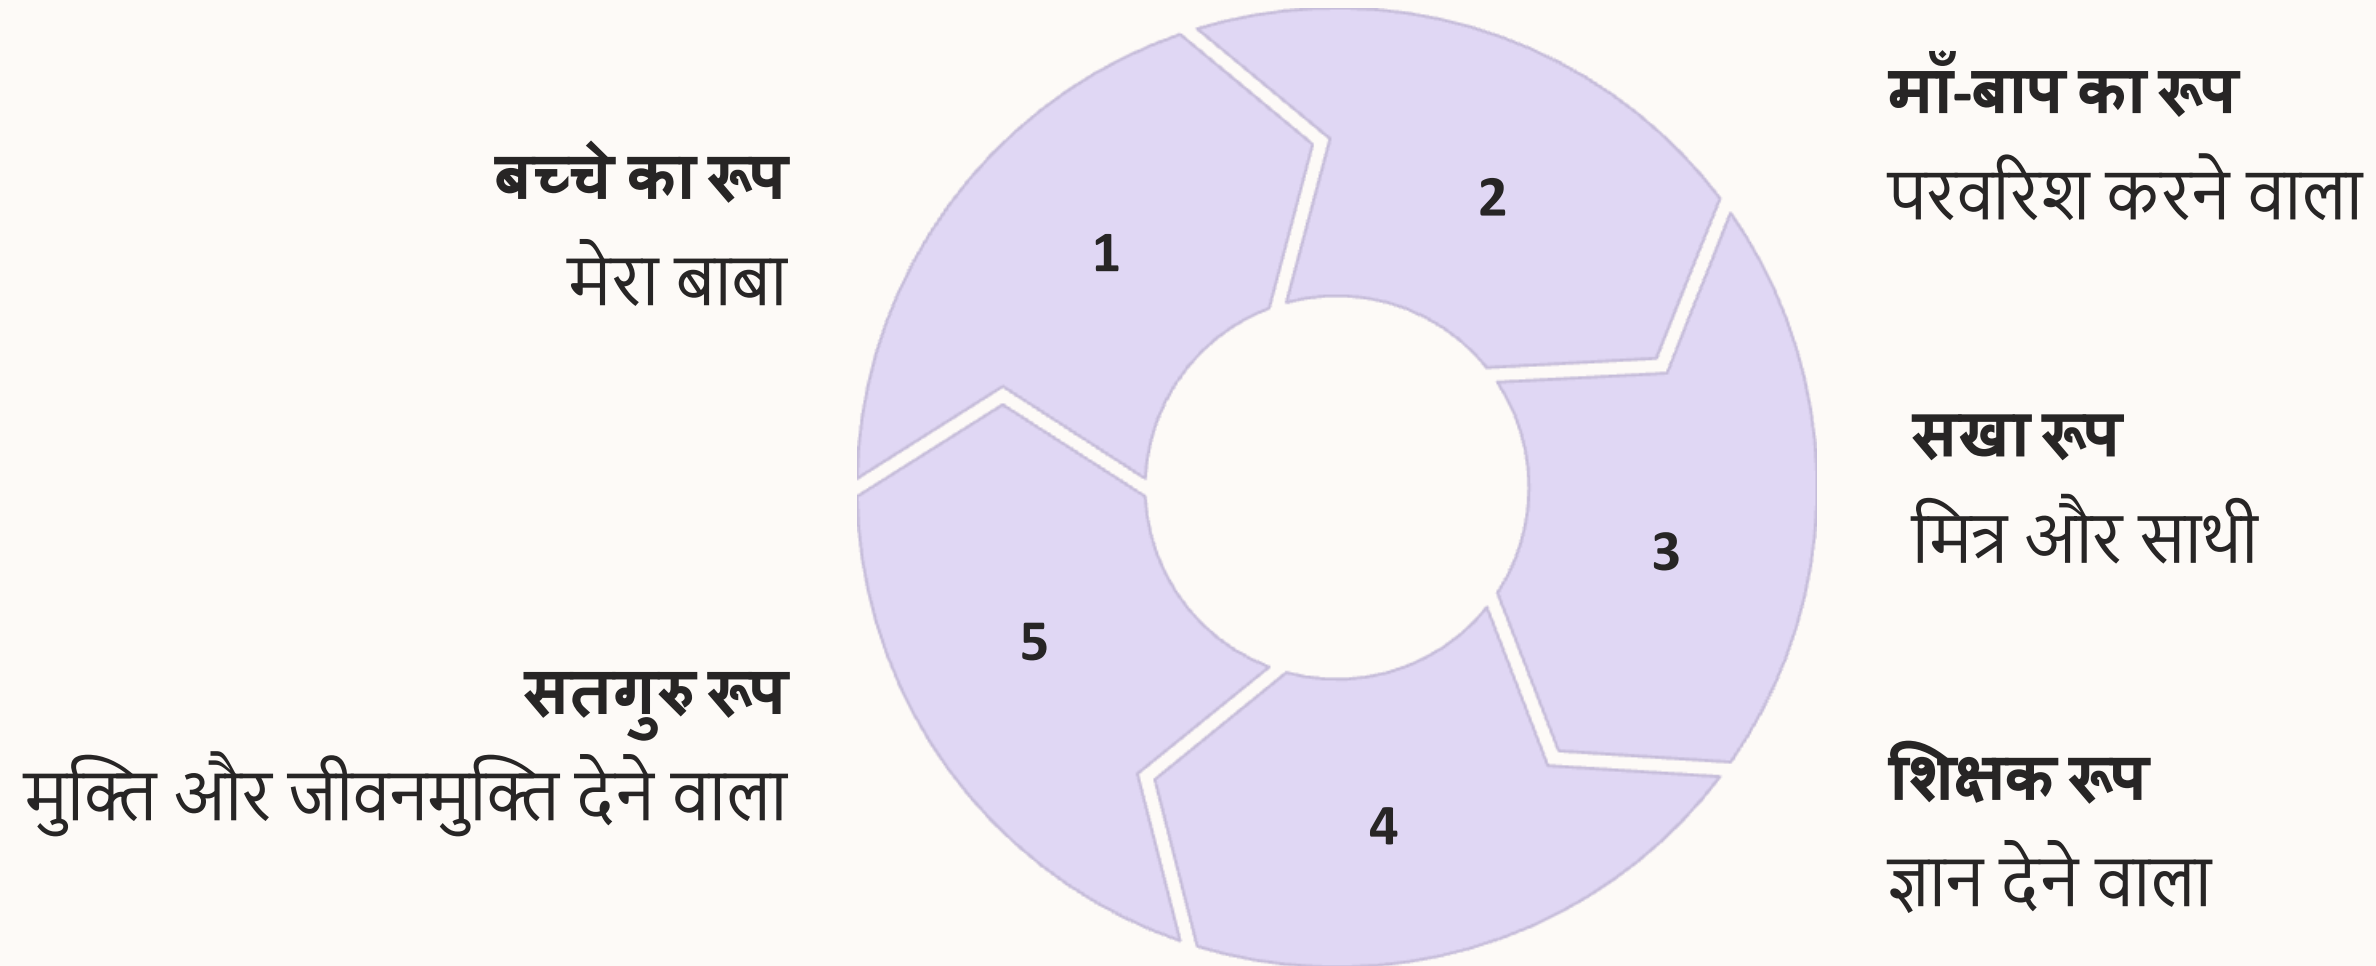 1
बच्चे का रूप
मेरा बाबा
2
माँ-बाप का रूप
परवरिश करने वाला
3
सखा रूप
मित्र और साथी
4
शिक्षक रूप
ज्ञान देने वाला
5
सतगुरु रूप
मुक्ति और जीवनमुक्ति देने वाला